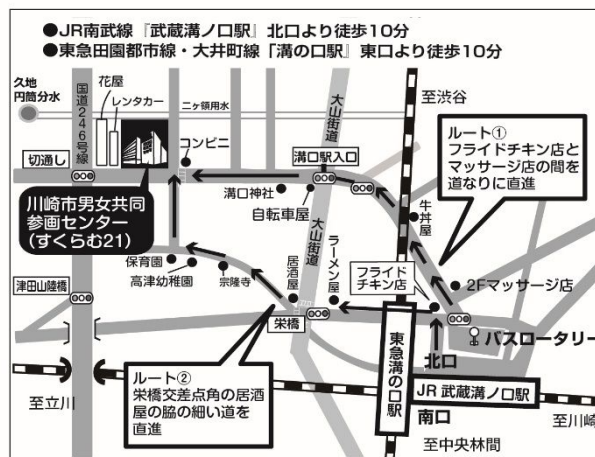 ●JR南武線『武蔵溝ノ口駅』北口より徒歩10分
●東急田園都市線・大井町線「溝の口駅」東口より徒歩10分
久地
円筒分水
国道246号線
花屋
レンタカー
二ヶ領用水
コンビニ
大山街道
至渋谷
ルート①
フライドチキン店と
マッサージ店の間を
道なりに直進
切通し
溝口駅入口
溝口神社
自転車屋
牛丼屋
川崎市男女共同
参画センター
(すくらむ21)
大山街道
ラーメン屋
居酒屋
保育園
高津幼稚園
宗隆寺
フライド
チキン店
2Fマッサージ店
津田山陸橋
栄橋
北口
バスロータリー
東急溝の口駅
ルート②
栄橋交差点角の居酒
屋の脇の細い道を
直進
JR 武蔵溝ノ口駅
南口
至立川
至川崎
至中央林間